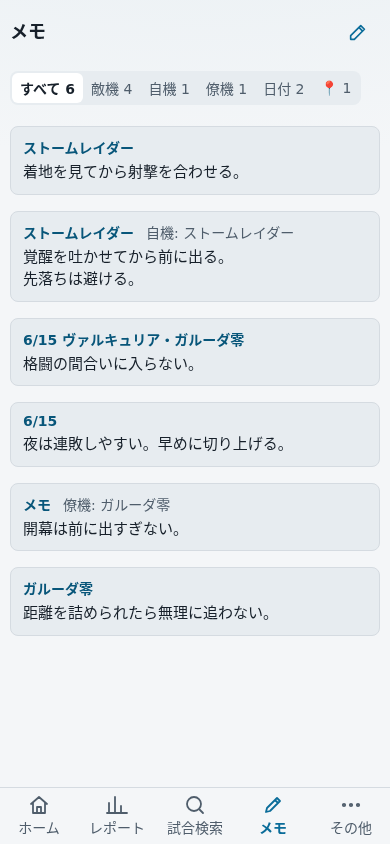 メモ
すべて 6 敵機 4 自機 1 僚機 1 日付 2 📍 1
ストームレイダー
着地を見てから射撃を合わせる。
ストームレイダー 自機: ストームレイダー
覚醒を吐かせてから前に出る。
先落ちは避ける。
6/15 ヴァルキュリア・ガルーダ零
格闘の間合いに入らない。
6/15
夜は連敗しやすい。早めに切り上げる。
メモ 僚機: ガルーダ零
開幕は前に出すぎない。
ガルーダ零
距離を詰められたら無理に追わない。
ホーム レポート 試合検索 メモ その他